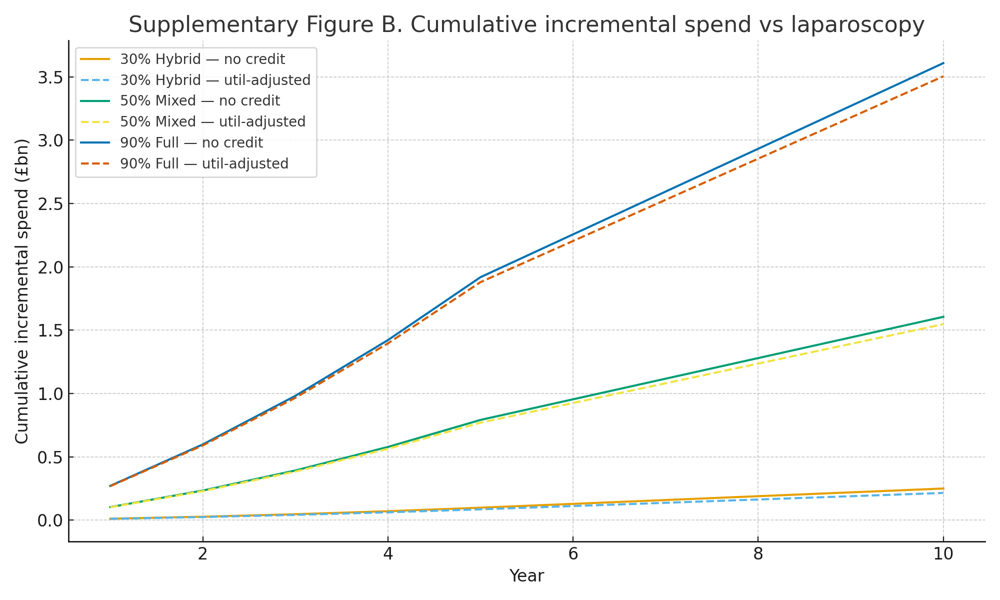 Supplementary Figure B. Cumulative incremental spend vs laparoscopy
30% Hybrid — no credit
30% Hybrid — util-adjusted
50% Mixed — no credit
50% Mixed — util-adjusted
90% Full — no credit
90% Full — util-adjusted
Cumulative incremental spend (£bn)
3.5
3.0
2.5
2.0
1.5
1.0
0.5
0.0
2 4 6 8 10
Year